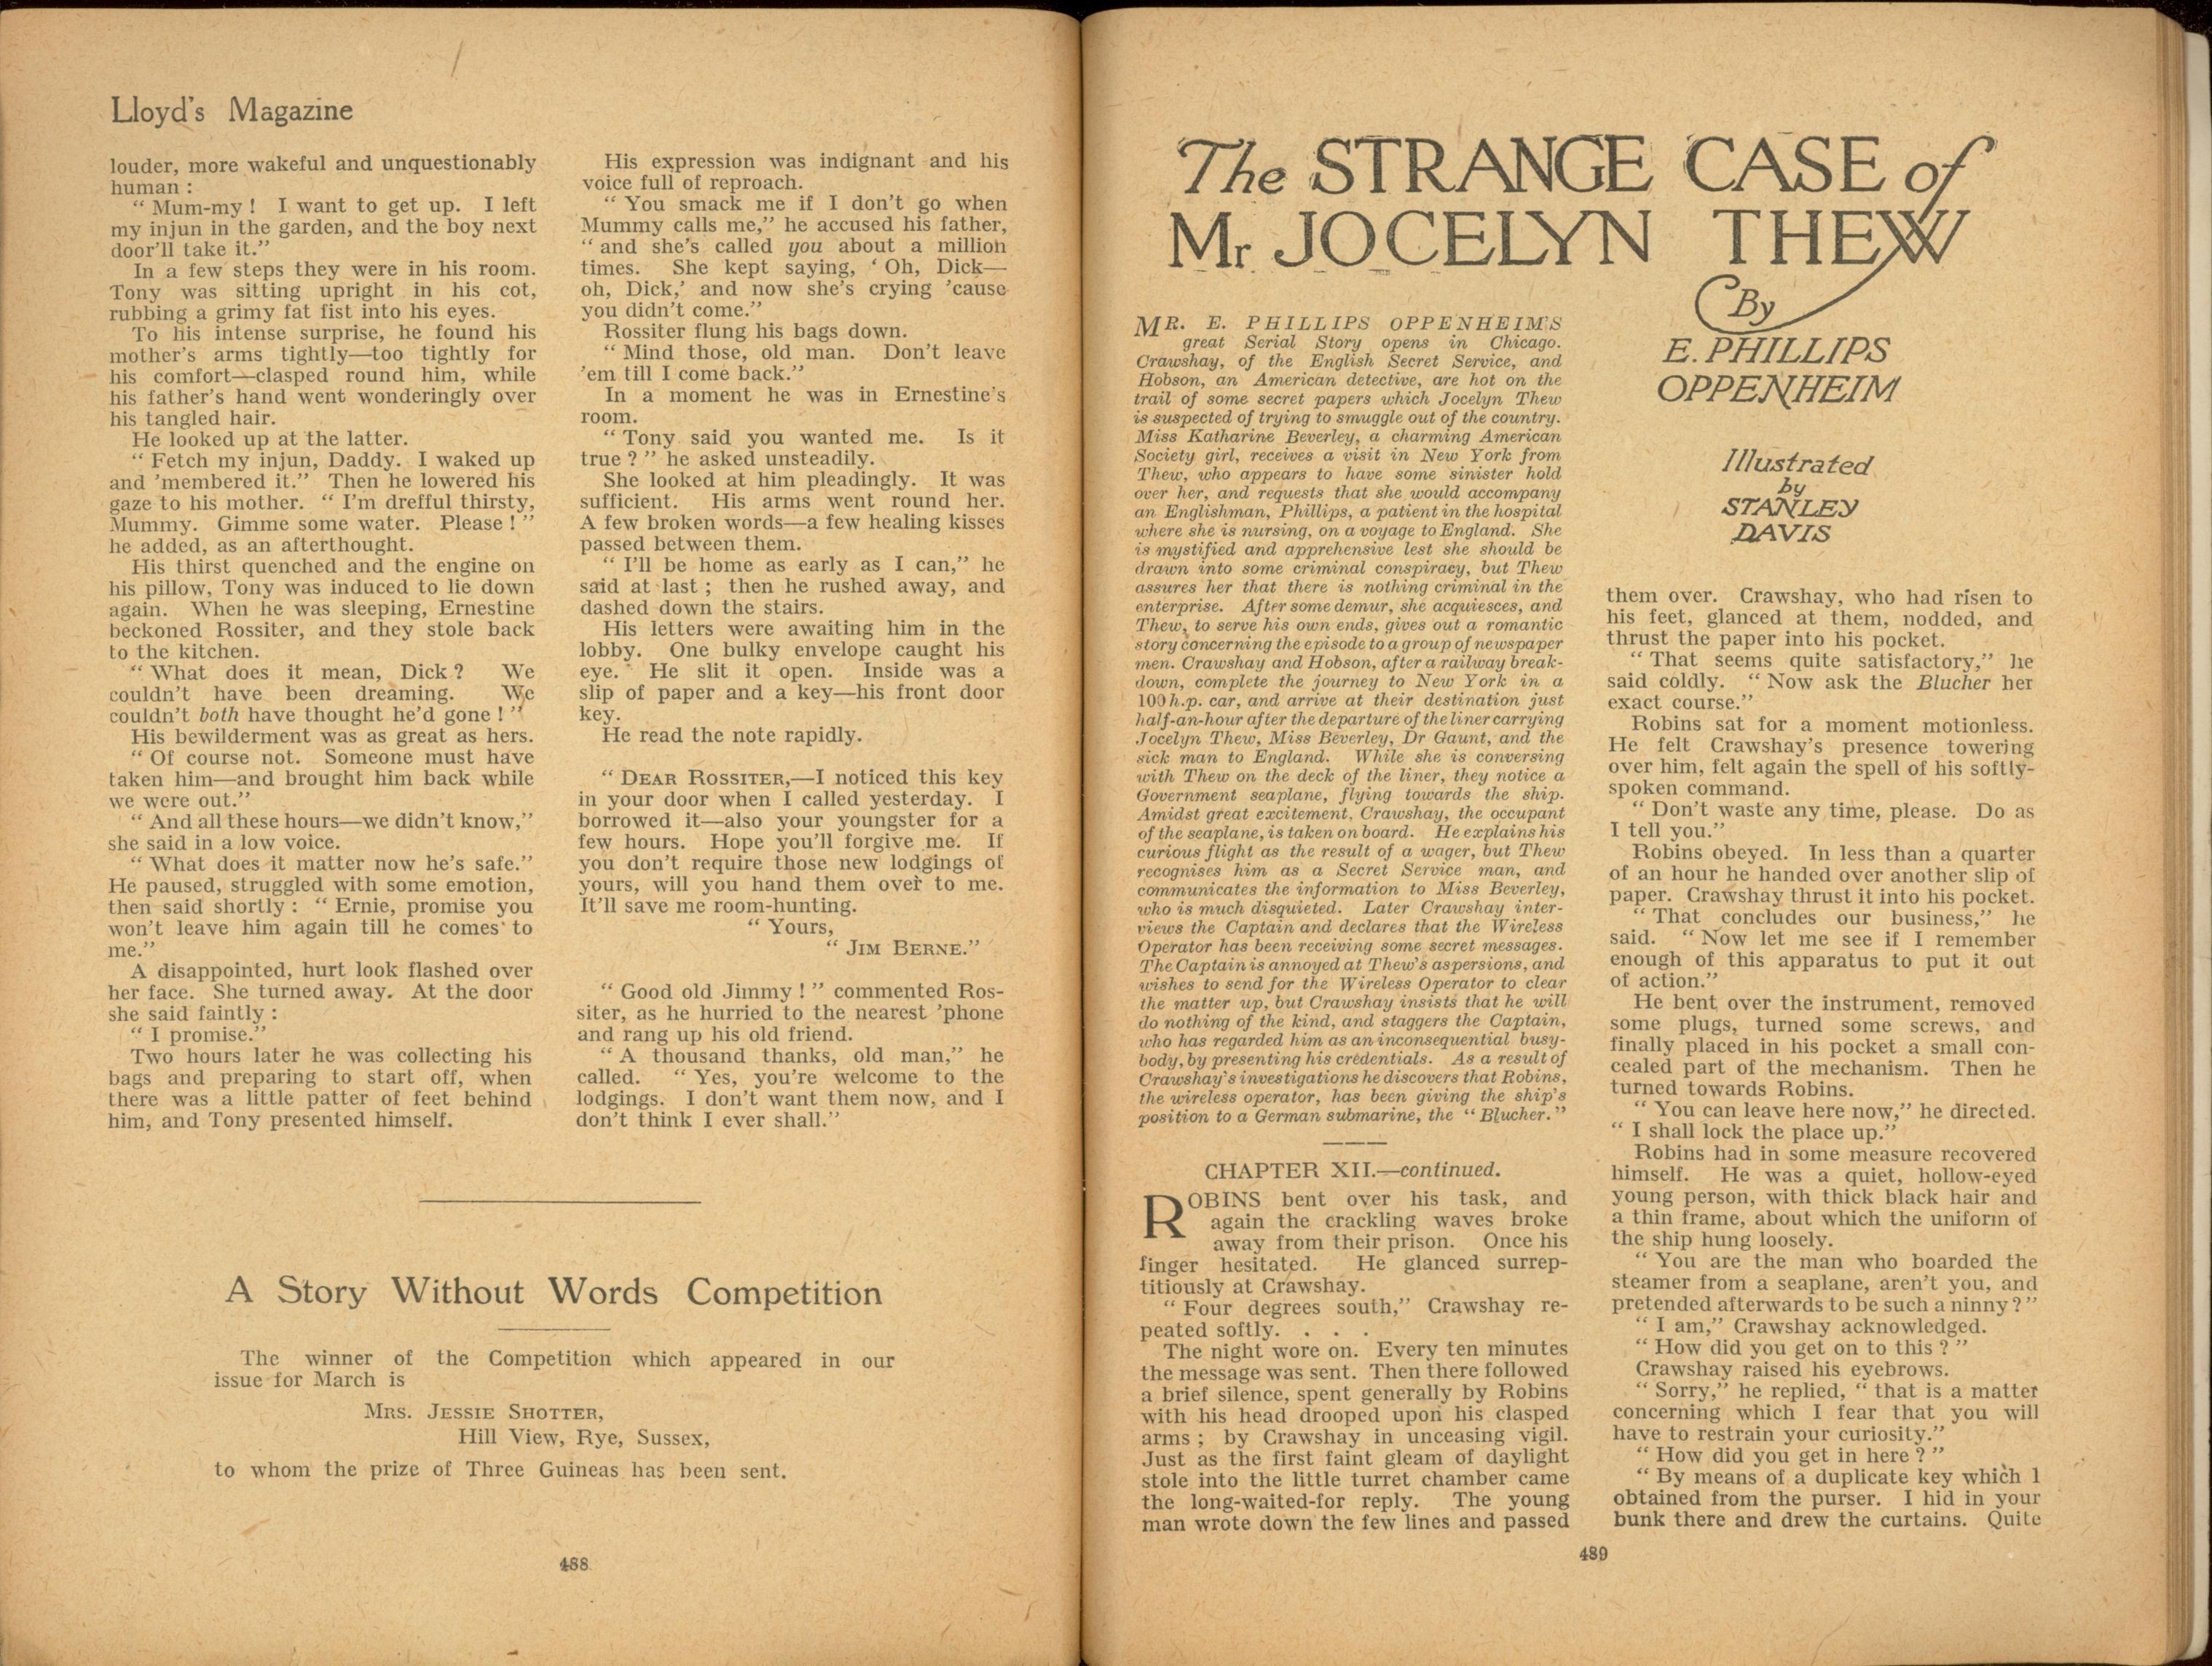 Lloyd's Magazine
louder, more wakeful and unquestionably
human :
“ Mum-my ! I want to get up. I left
my injun in the garden, and the boy next
door'll take it.”
In a few steps they were in his room.
Tony was sitting upright in his cot,
rubbing a grimy fat fist into his eyes.
To his intense surprise, he found his
mother's arms tightly—too tightly for
his comfort—clasped round him, while
his father's hand went wonderingly over
his tangled hair.
He looked up at the latter.
“ Fetch my injun, Daddy. I waked up
and 'membered it.” Then he lowered his
gaze to his mother. “ I'm drefful thirsty,
Mummy. Gimme some water. Please ! ”
he added, as an afterthought.
His thirst quenched and the engine on
his pillow, Tony was induced to lie down
again. When he was sleeping, Ernestine
beckoned Rossiter, and they stole back
to the kitchen.
“ What does it mean, Dick ? We
couldn't have been dreaming. We
couldn't both have thought he'd gone ! ”
His bewilderment was as great as hers.
“ Of course not. Someone must have
taken him—and brought him back while
we were out.”
“ And all these hours—we didn't know,”
she said in a low voice.
“ What does it matter now he's safe.”
He paused, struggled with some emotion,
then said shortly : “ Ernie, promise you
won't leave him again till he comes to
me.”
A disappointed, hurt look flashed over
her face. She turned away. At the door
she said faintly :
“ I promise.”
Two hours later he was collecting his
bags and preparing to start off, when
there was a little patter of feet behind
him, and Tony presented himself.
His expression was indignant and his
voice full of reproach.
“ You smack me if I don't go when
Mummy calls me,” he accused his father,
“ and she's called you about a million
times. She kept saying, ‘ Oh, Dick—
oh, Dick,’ and now she's crying 'cause
you didn't come.”
Rossiter flung his bags down.
“ Mind those, old man. Don't leave
'em till I come back.”
In a moment he was in Ernestine's
room.
“ Tony said you wanted me. Is it
true ? ” he asked unsteadily.
She looked at him pleadingly. It was
sufficient. His arms went round her.
A few broken words—a few healing kisses
passed between them.
“ I'll be home as early as I can,” he
said at last ; then he rushed away, and
dashed down the stairs.
His letters were awaiting him in the
lobby. One bulky envelope caught his
eye. He slit it open. Inside was a
slip of paper and a key—his front door
key.
He read the note rapidly.
“ DEAR ROSSITER,—I noticed this key
in your door when I called yesterday. I
borrowed it—also your youngster for a
few hours. Hope you'll forgive me. If
you don't require those new lodgings of
yours, will you hand them over to me.
It'll save me room-hunting.
“ Yours,
“ JIM BERNE.”
“ Good old Jimmy ! ” commented Ros-
siter, as he hurried to the nearest 'phone
and rang up his old friend.
“ A thousand thanks, old man,” he
called. “ Yes, you're welcome to the
lodgings. I don't want them now, and I
don't think I ever shall.”
A Story Without Words Competition
The winner of the Competition which appeared in our
issue for March is
MRS. JESSIE SHOTTER,
Hill View, Rye, Sussex,
to whom the prize of Three Guineas has been sent.
488
The STRANGE CASE of
Mr JOCELYN THEW
By
E. PHILLIPS
OPPENHEIM
Illustrated
by
STANLEY
DAVIS
MR. E. PHILLIPS OPPENHEIM'S
great Serial Story opens in Chicago.
Crawshay, of the English Secret Service, and
Hobson, an American detective, are hot on the
trail of some secret papers which Jocelyn Thew
is suspected of trying to smuggle out of the country.
Miss Katharine Beverley, a charming American
Society girl, receives a visit in New York from
Thew, who appears to have some sinister hold
over her, and requests that she would accompany
an Englishman, Phillips, a patient in the hospital
where she is nursing, on a voyage to England. She
is mystified and apprehensive lest she should be
drawn into some criminal conspiracy, but Thew
assures her that there is nothing criminal in the
enterprise. After some demur, she acquiesces, and
Thew, to serve his own ends, gives out a romantic
story concerning the episode to a group of newspaper
men. Crawshay and Hobson, after a railway break-
down, complete the journey to New York in a
100 h.p. car, and arrive at their destination just
half-an-hour after the departure of the liner carrying
Jocelyn Thew, Miss Beverley, Dr Gaunt, and the
sick man to England. While she is conversing
with Thew on the deck of the liner, they notice a
Government seaplane, flying towards the ship.
Amidst great excitement, Crawshay, the occupant
of the seaplane, is taken on board. He explains his
curious flight as the result of a wager, but Thew
recognises him as a Secret Service man, and
communicates the information to Miss Beverley,
who is much disquieted. Later Crawshay inter-
views the Captain and declares that the Wireless
Operator has been receiving some secret messages.
The Captain is annoyed at Thew's aspersions, and
wishes to send for the Wireless Operator to clear
the matter up, but Crawshay insists that he will
do nothing of the kind, and staggers the Captain,
who has regarded him as an inconsequential busy-
body, by presenting his credentials. As a result of
Crawshay's investigations he discovers that Robins,
the wireless operator, has been giving the ship's
position to a German submarine, the “ Blucher.”
CHAPTER XII.—continued.
ROBINS bent over his task, and
again the crackling waves broke
away from their prison. Once his
finger hesitated. He glanced surrep-
titiously at Crawshay.
“ Four degrees south,” Crawshay re-
peated softly. . . .
The night wore on. Every ten minutes
the message was sent. Then there followed
a brief silence, spent generally by Robins
with his head drooped upon his clasped
arms ; by Crawshay in unceasing vigil.
Just as the first faint gleam of daylight
stole into the little turret chamber came
the long-waited-for reply. The young
man wrote down the few lines and passed
them over. Crawshay, who had risen to
his feet, glanced at them, nodded, and
thrust the paper into his pocket.
“ That seems quite satisfactory,” he
said coldly. “ Now ask the Blucher her
exact course.”
Robins sat for a moment motionless.
He felt Crawshay's presence towering
over him, felt again the spell of his softly-
spoken command.
“ Don't waste any time, please. Do as
I tell you.”
Robins obeyed. In less than a quarter
of an hour he handed over another slip of
paper. Crawshay thrust it into his pocket.
“ That concludes our business,” he
said. “ Now let me see if I remember
enough of this apparatus to put it out
of action.”
He bent over the instrument, removed
some plugs, turned some screws, and
finally placed in his pocket a small con-
cealed part of the mechanism. Then he
turned towards Robins.
“ You can leave here now,” he directed.
“ I shall lock the place up.”
Robins had in some measure recovered
himself. He was a quiet, hollow-eyed
young person, with thick black hair and
a thin frame, about which the uniform of
the ship hung loosely.
“ You are the man who boarded the
steamer from a seaplane, aren't you, and
pretended afterwards to be such a ninny ? ”
“ I am,” Crawshay acknowledged.
“ How did you get on to this ? ”
Crawshay raised his eyebrows.
“ Sorry,” he replied, “ that is a matter
concerning which I fear that you will
have to restrain your curiosity.”
“ How did you get in here ? ”
“ By means of a duplicate key which I
obtained from the purser. I hid in your
bunk there and drew the curtains. Quite
489